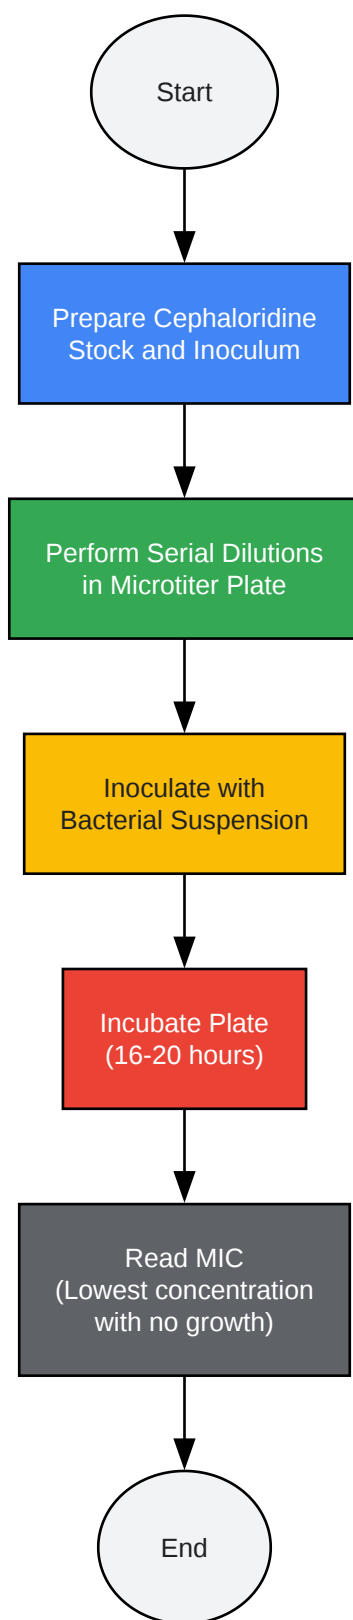 Start
Prepare Cephaloridine
Stock and Inoculum
Perform Serial Dilutions
in Microtiter Plate
Inoculate with
Bacterial Suspension
Incubate Plate
(16-20 hours)
Read MIC
(Lowest concentration
with no growth)
End